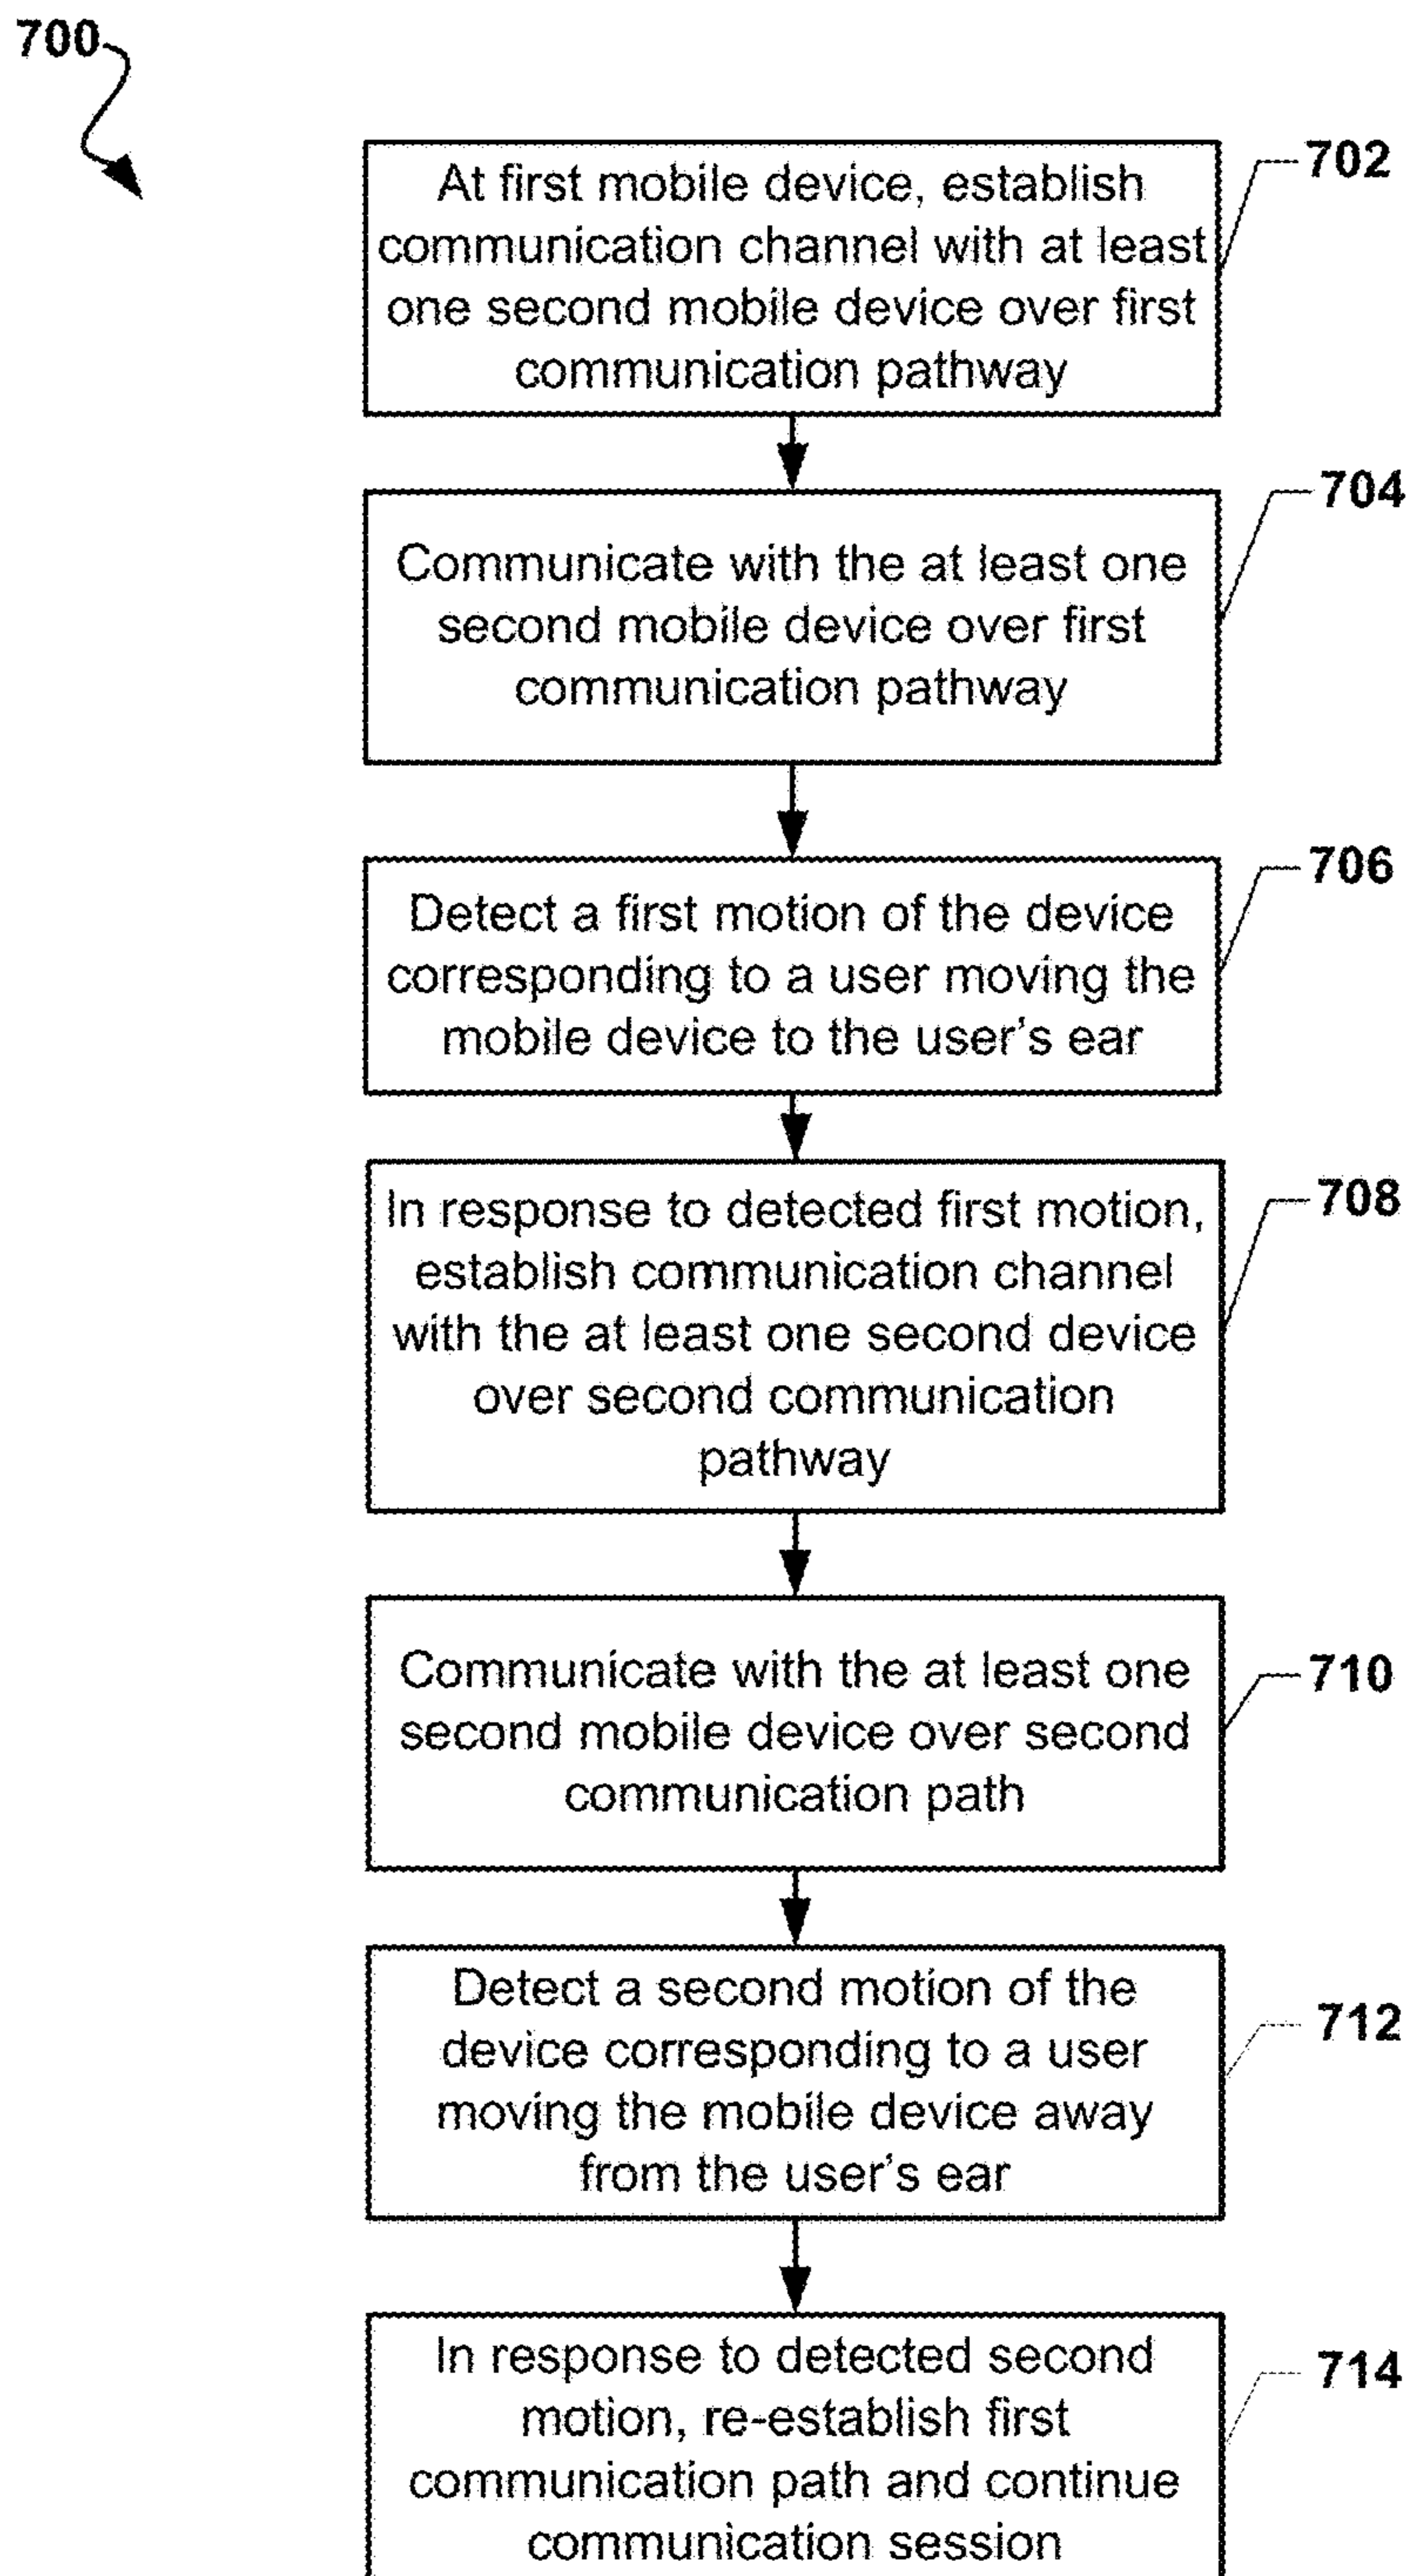 700
702
At first mobile device, establish
communication channel with at least
one second mobile device over first
communication pathway
704
Communicate with the at least one
second mobile device over first
communication pathway
706
Detect a first motion of the device
corresponding to a user moving the
mobile device to the user's ear
708
In response to detected first motion,
establish communication channel
with the at least one second device
over second communication
pathway
710
Communicate with the at least one
second mobile device over second
communication path
712
Detect a second motion of the
device corresponding to a user
moving the mobile device away
from the user's ear
714
In response to detected second
motion, re-establish first
communication path and continue
communication session